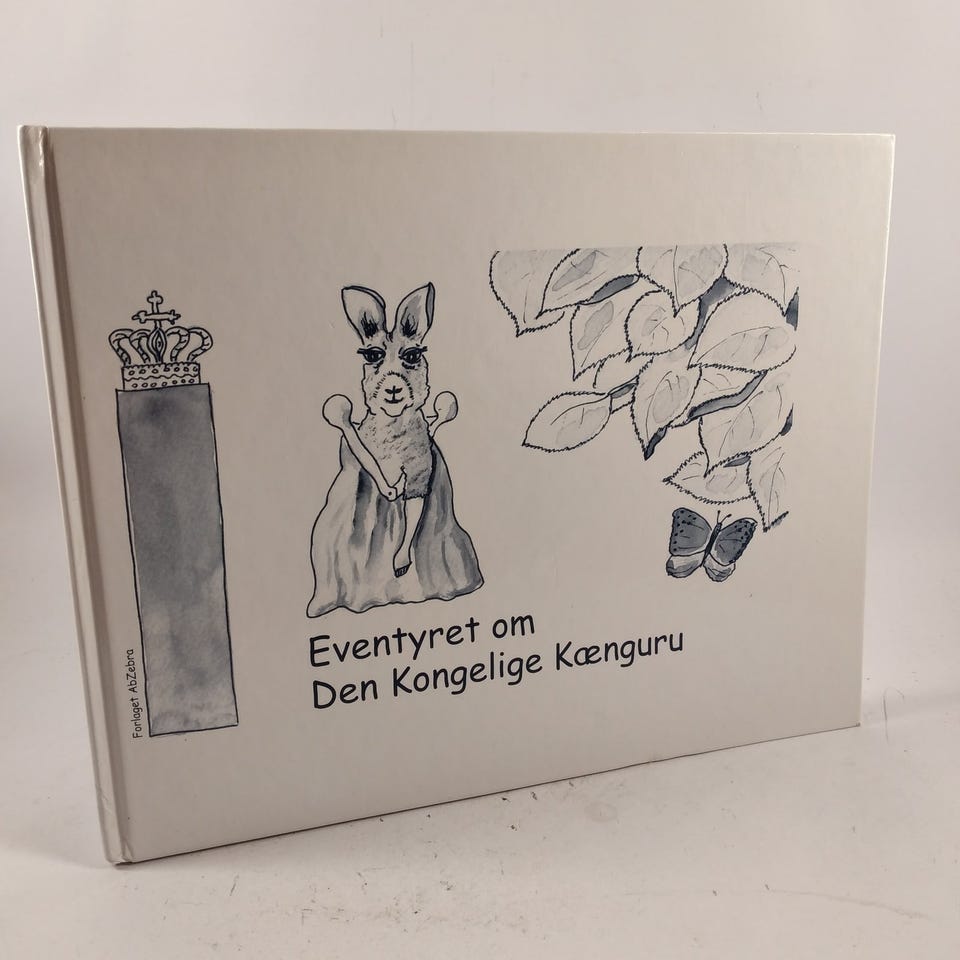 Eventyret om
Den Kongelige Kænguru
Forlaget AbZebra